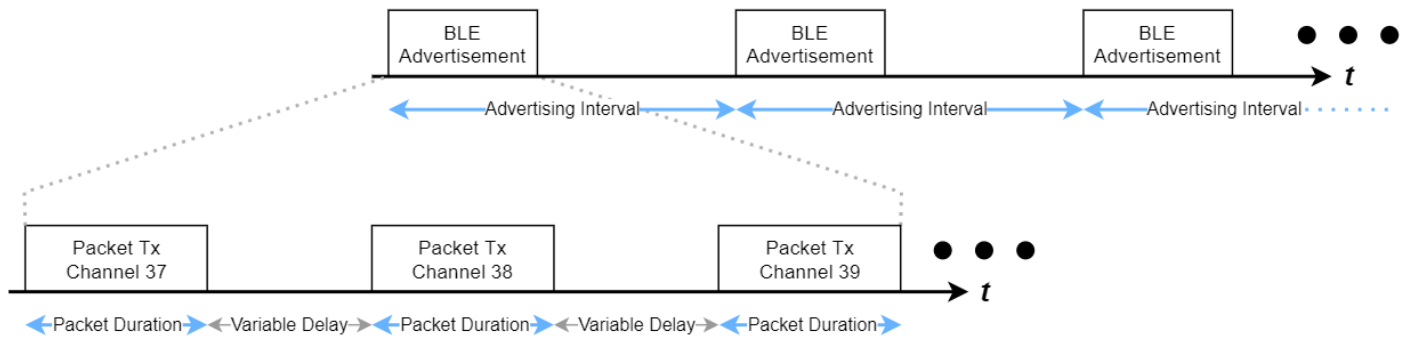 BLE
Advertisement
BLE
Advertisement
BLE
Advertisement
t
Advertising Interval
Advertising Interval
Advertising Interval
Packet Tx
Channel 37
Packet Tx
Channel 38
Packet Tx
Channel 39
t
Packet Duration
Variable Delay
Packet Duration
Variable Delay
Packet Duration